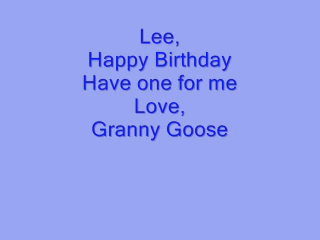 Lee,
Happy Birthday
Have one for me
Love,
Granny Goose